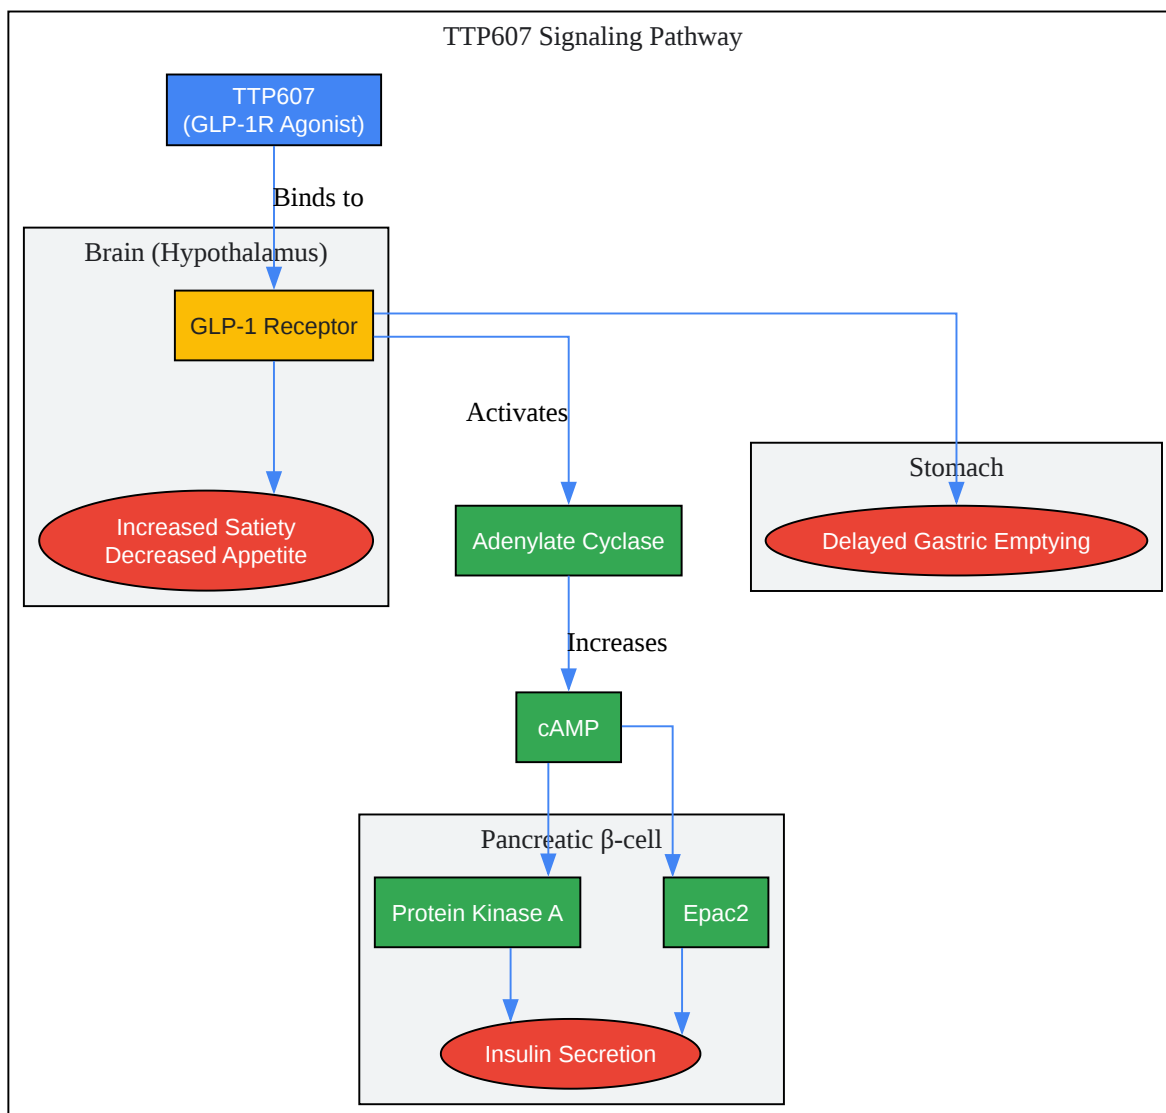 TTP607 Signaling Pathway
TTP607
(GLP-1R Agonist)
Binds to
Brain (Hypothalamus)
GLP-1 Receptor
Activates
Stomach
Increased Satiety
Decreased Appetite
Adenylate Cyclase
Delayed Gastric Emptying
Increases
cAMP
Pancreatic β-cell
Protein Kinase A
Epac2
Insulin Secretion